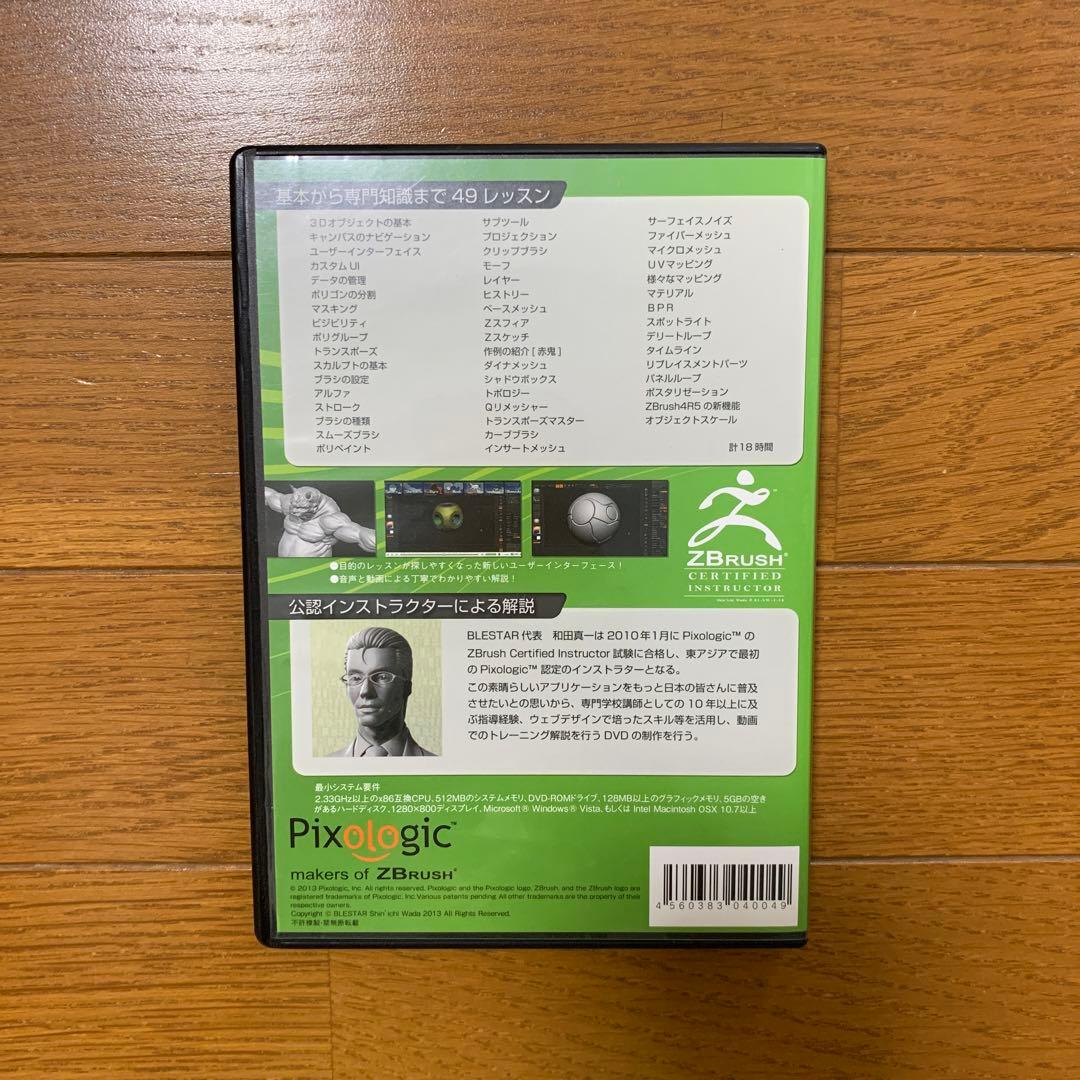 基本から専門知識まで 49 レッスン
3Dオブジェクトの基本
キャンバスのナビゲーション
ユーザーインターフェイス
カスタム UI
データの管理
ポリゴンの分割
マスキング
ビジビリティ
ポリグループ
トランスポーズ
スカルプトの基本
ブラシの設定
アルファ
ストローク
ブラシの種類
スムーズブラシ
ポリペイント
サブツール
プロジェクション
クリップブラシ
モーフ
レイヤー
ヒストリー
ベースメッシュ
Zスフィア
Zスケッチ
作例の紹介 [ 赤鬼 ]
ダイナメッシュ
シャドウボックス
トポロジー
Qリメッシャー
トランスポーズマスター
カーブブラシ
インサートメッシュ
サーフェイスノイズ
ファイバーメッシュ
マイクロメッシュ
UVマッピング
様々なマッピング
マテリアル
BPR
スポットライト
デリートループ
タイムライン
リプレイスメントパーツ
パネルループ
ポスタリゼーション
ZBrush4R5 の新機能
オブジェクトスケール
計18時間
●目的のレッスンが探しやすくなった新しいユーザーインターフェース！
●音声と動画による丁寧でわかりやすい解説！
ZBRUSH®
CERTIFIED
INSTRUCTOR
公認インストラクターによる解説
BLESTAR 代表　和田真一は 2010 年 1 月に Pixologic™ の
ZBrush Certified Instructor 試験に合格し、東アジアで最初
の Pixologic™ 認定のインストラターとなる。
この素晴らしいアプリケーションをもっと日本の皆さんに普及
させたいとの思いから、専門学校講師としての 10 年以上に及
ぶ指導経験、ウェブデザインで培ったスキル等を活用し、動画
でのトレーニング解説を行う DVD の制作を行う。
最小システム要件
2.33GHz以上のx86互換CPU、512MBのシステムメモリ、DVD-ROMドライブ、128MB以上のグラフィックメモリ、5GBの空き
があるハードディスク、1280×800ディスプレイ、Microsoft® Windows® Vista、もしくは Intel Macintosh OSX 10.7以上
Pixologic™
makers of ZBRUSH®
© 2013 Pixologic, Inc. All rights reserved. Pixologic and the Pixologic logo, ZBrush, and the ZBrush logo are
registered trademarks of Pixologic, Inc. Various patents pending. All other trademarks are the property of their
respective owners.
Copyright © BLESTAR Shin'ichi Wada 2013 All Rights Reserved.
不許複製・禁無断転載
4 560383 040049